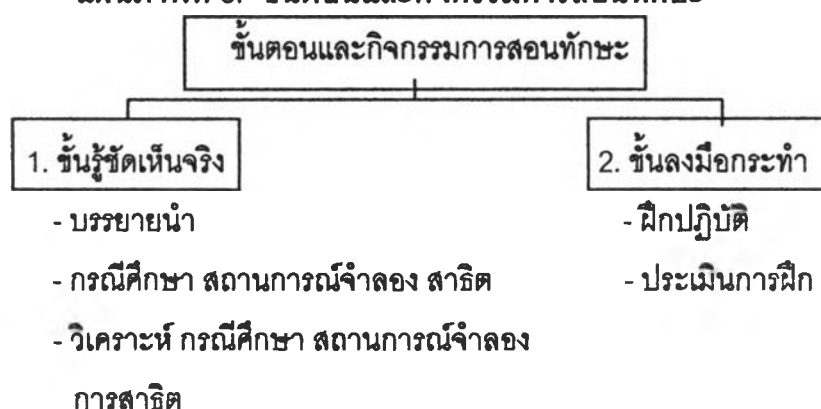 ขั้นตอนและกิจกรรมการสอนทักษะ
1. ขั้นรู้ชัดเห็นจริง
2. ขั้นลงมือกระทำ
- บรรยายนำ
- ฝึกปฏิบัติ
- กรณีศึกษา สถานการณ์จำลอง สาธิต
- ประเมินการฝึก
- วิเคราะห์ กรณีศึกษา สถานการณ์จำลอง
การสาธิต